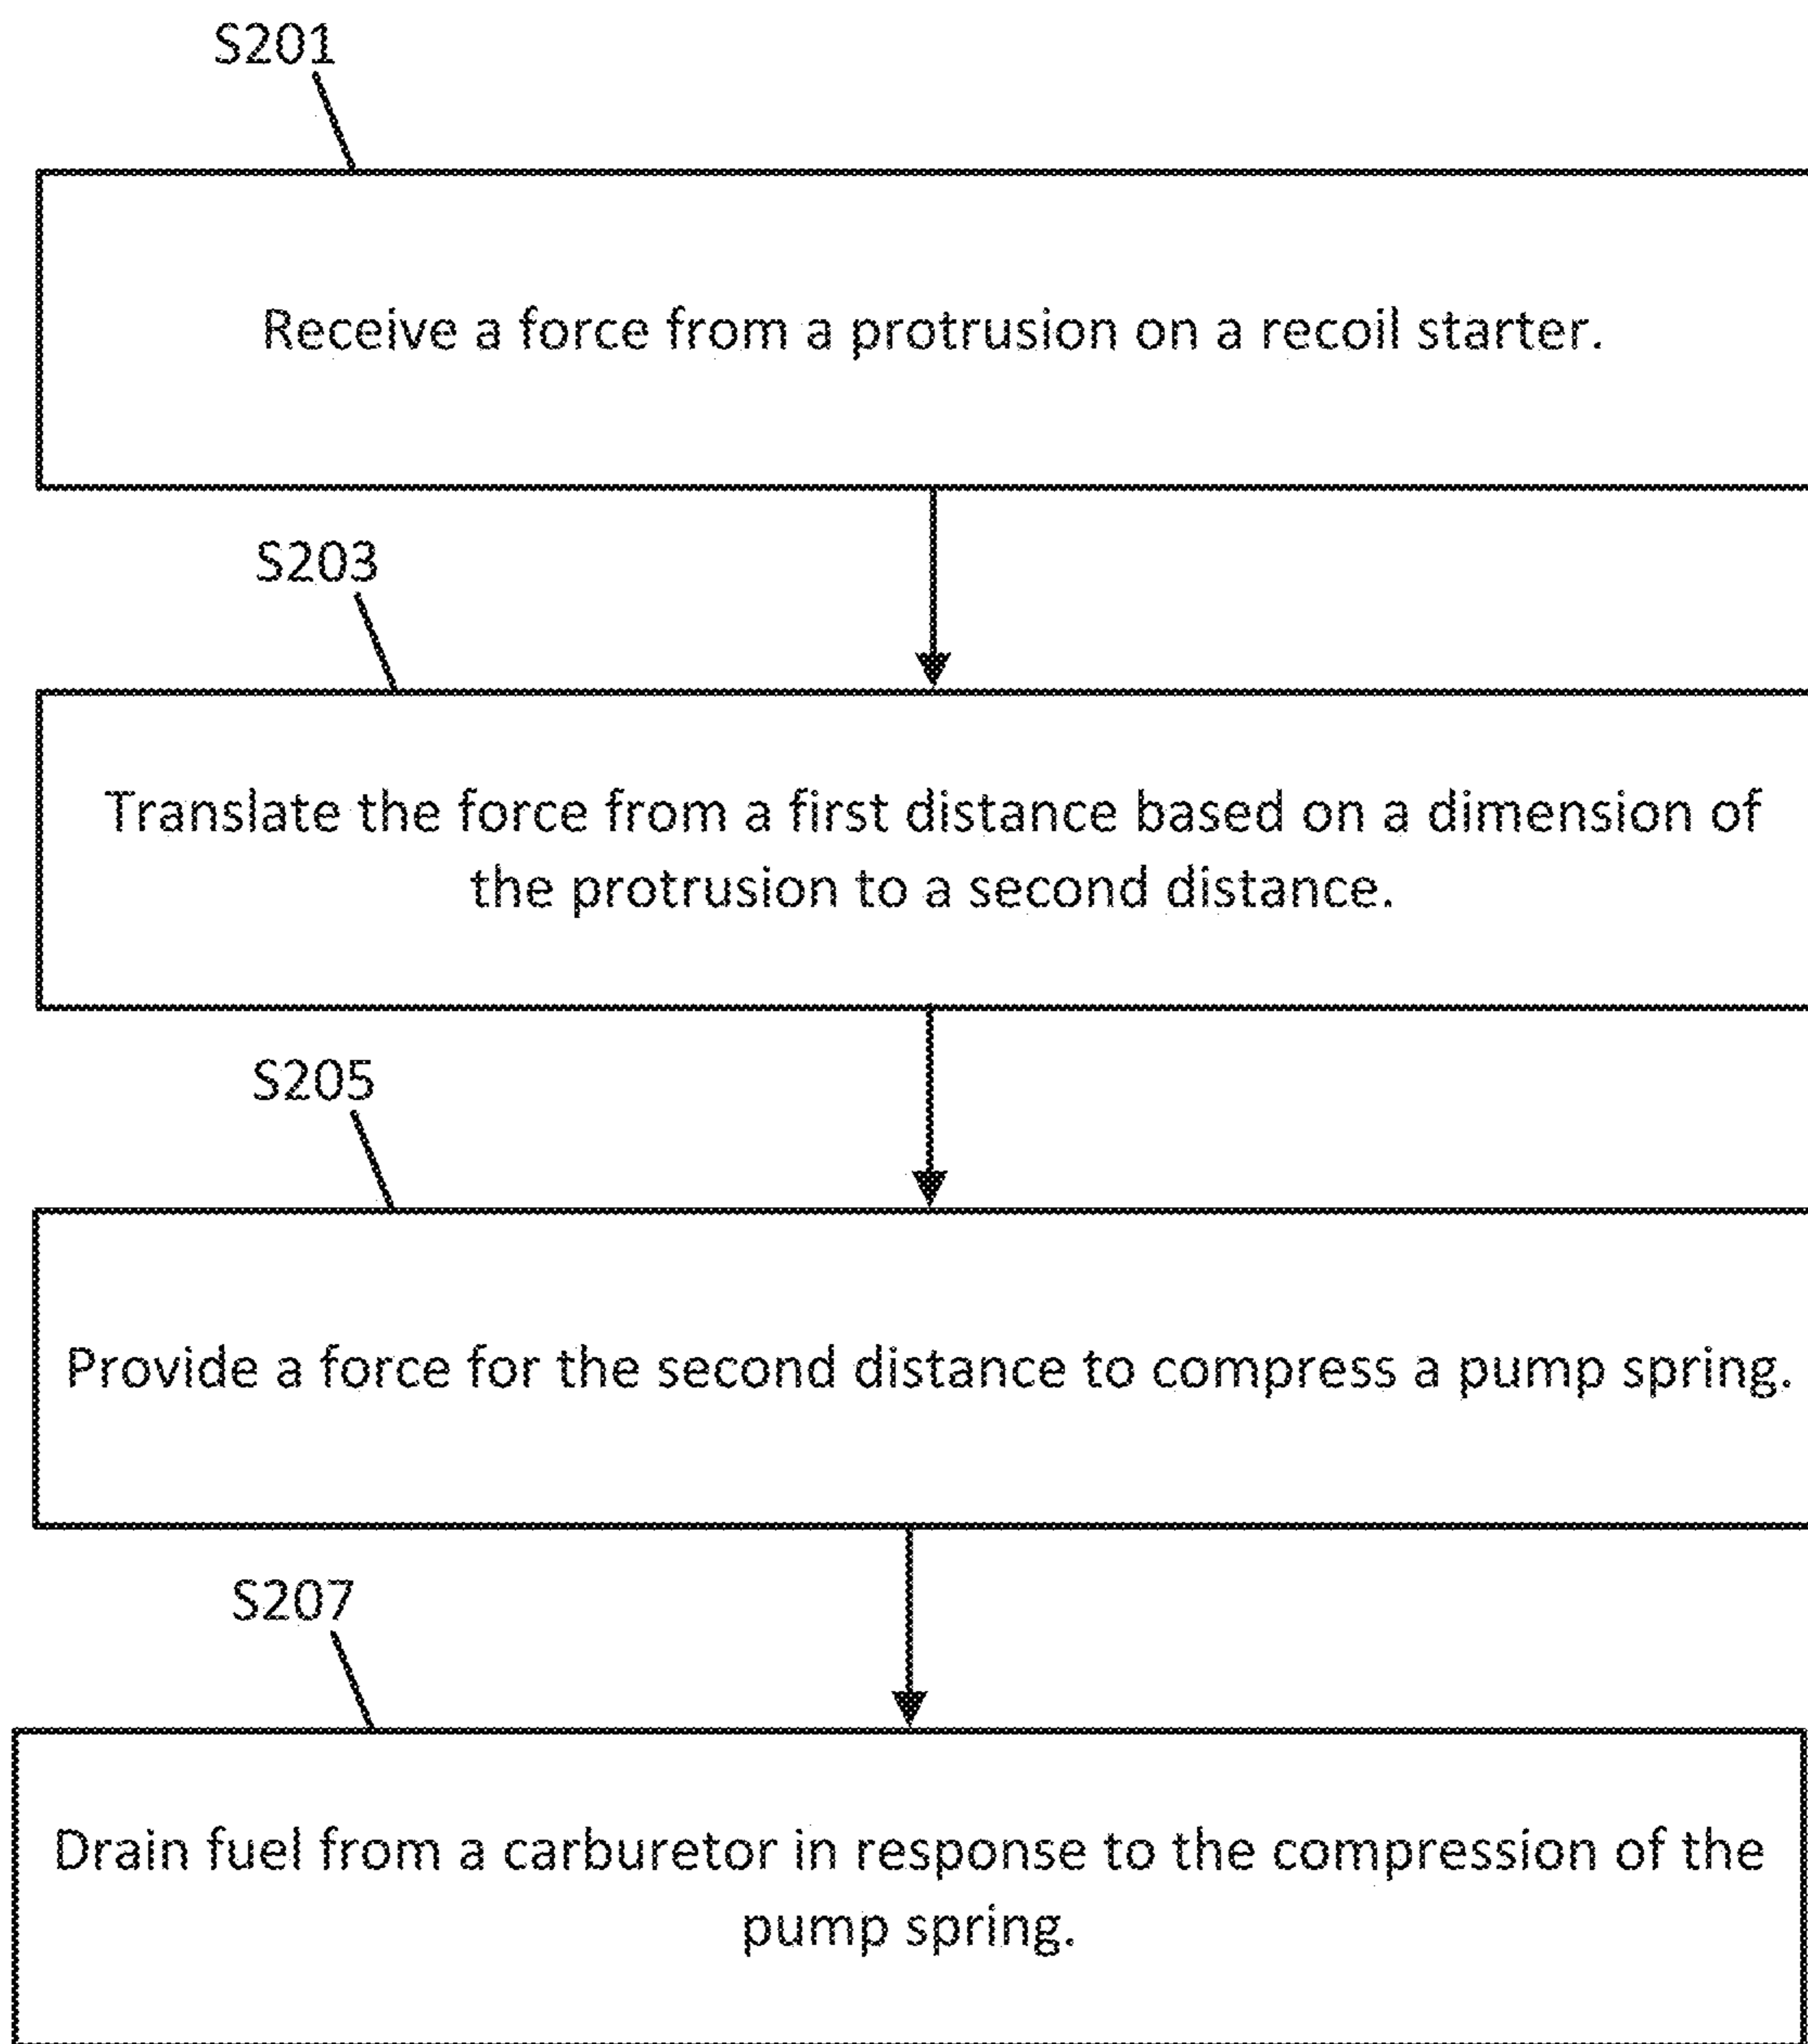 S201
Receive a force from a protrusion on a recoil starter.
S203
Translate the force from a first distance based on a dimension of
the protrusion to a second distance.
S205
Provide a force for the second distance to compress a pump spring.
S207
Drain fuel from a carburetor in response to the compression of the
pump spring.